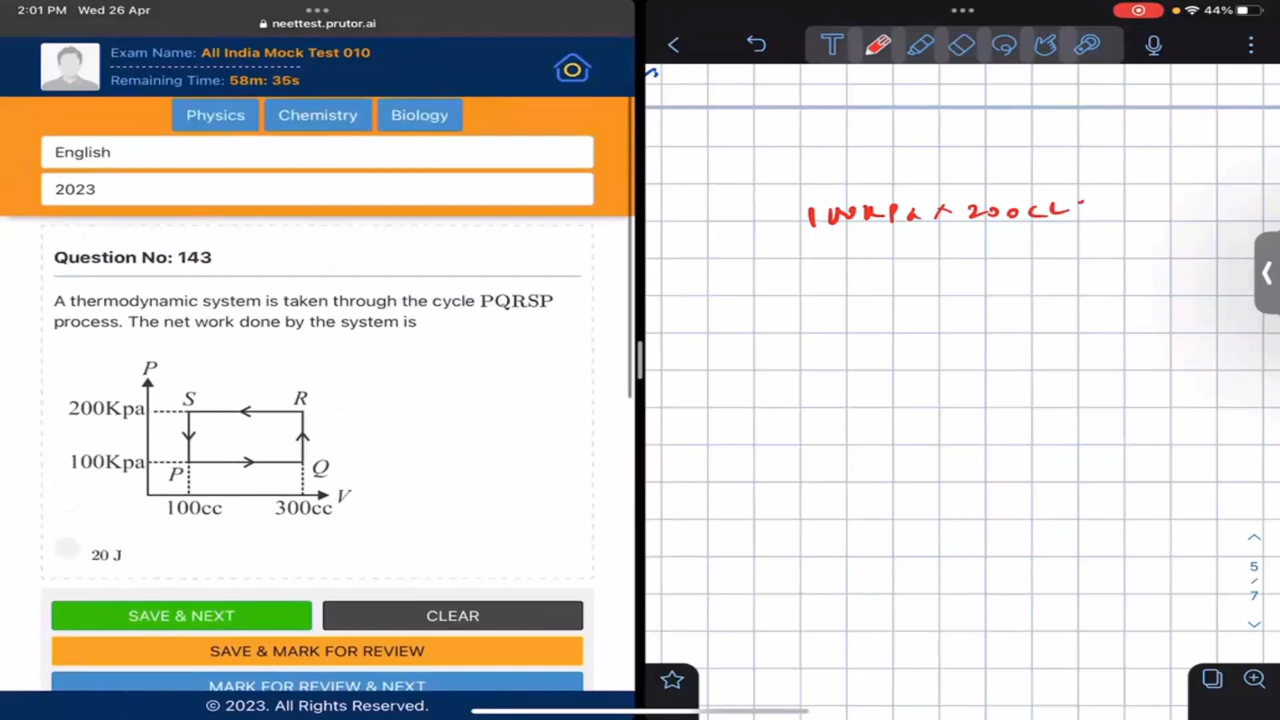 2:01 PM Wed 26 Apr
neettest.prutor.ai
44%
Exam Name: All India Mock Test 010
Remaining Time: 58m: 35s
Physics Chemistry Biology
English
2023
Question No: 143
A thermodynamic system is taken through the cycle PQRSP
process. The net work done by the system is
P
S R
200Kpa
100Kpa
P Q
V
100cc 300cc
20 J
SAVE & NEXT CLEAR
SAVE & MARK FOR REVIEW
MARK FOR REVIEW & NEXT
© 2023. All Rights Reserved.
T
100KPa × 200cc
5
/
7